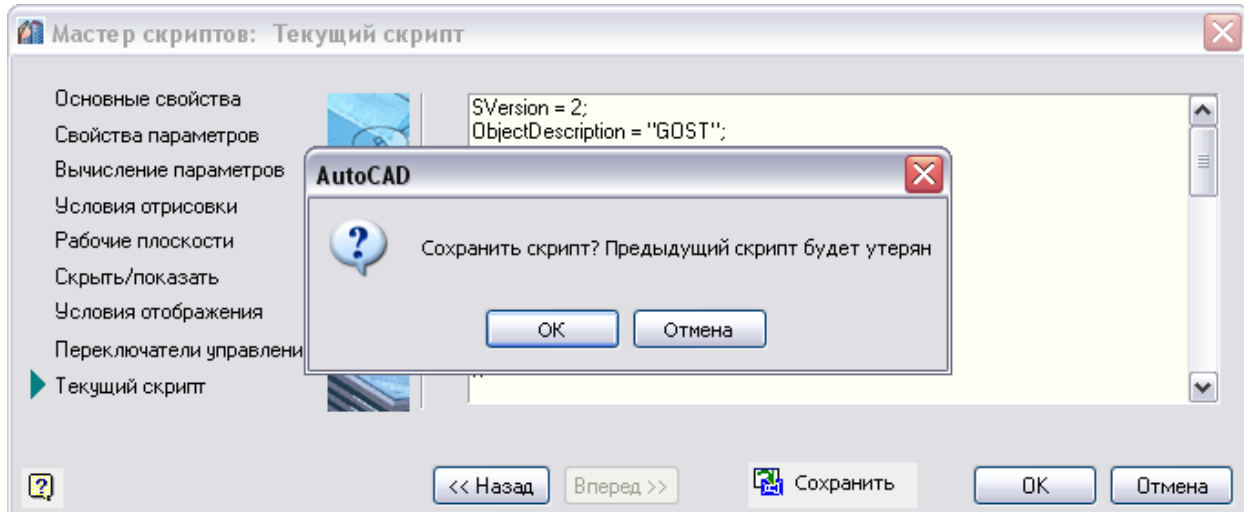 Мастер скриптов: Текущий скрипт
Основные свойства
Свойства параметров
Вычисление параметров
Условия отрисовки
Рабочие плоскости
Скрыть/показать
Условия отображения
Переключатели управлени
Текущий скрипт
SVersion = 2;
ObjectDescription = "GOST";
AutoCAD
Сохранить скрипт? Предыдущий скрипт будет утерян
ОК
Отмена
<< Назад
Вперед >>
Сохранить
ОК
Отмена